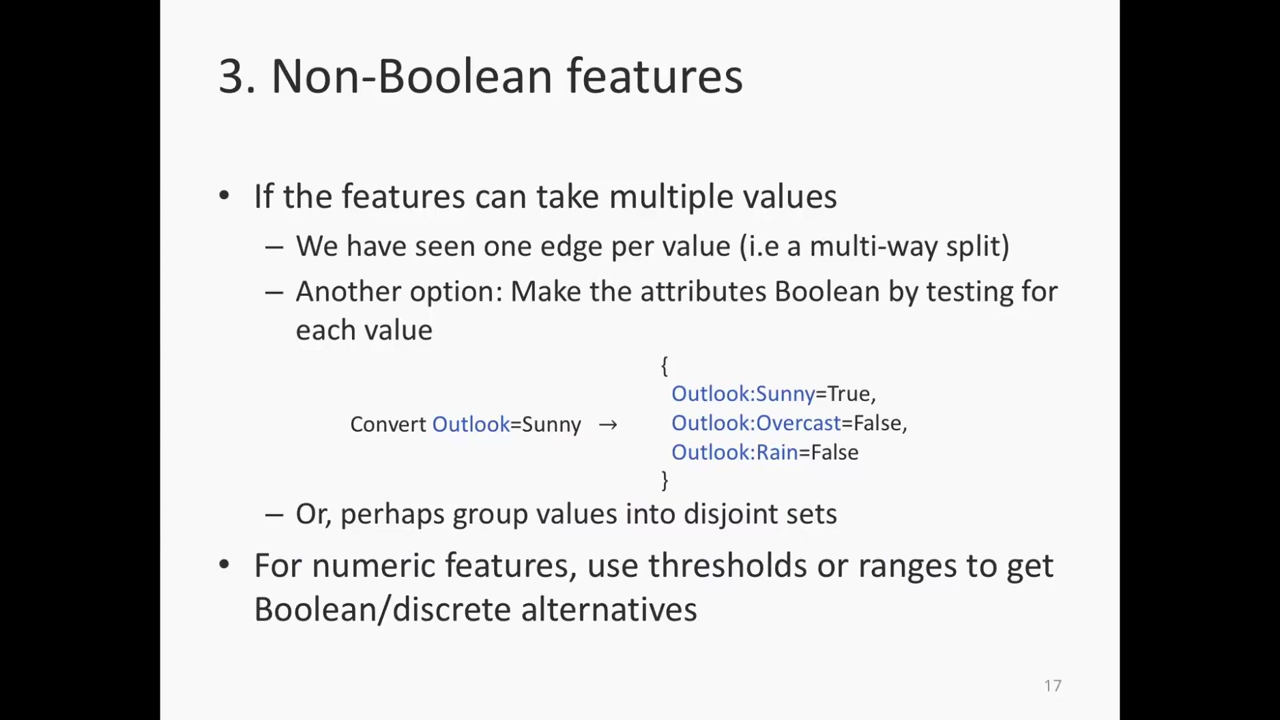 3. Non-Boolean features
• If the features can take multiple values
– We have seen one edge per value (i.e a multi-way split)
– Another option: Make the attributes Boolean by testing for
each value
{
Outlook:Sunny=True,
Convert Outlook=Sunny → Outlook:Overcast=False,
Outlook:Rain=False
}
– Or, perhaps group values into disjoint sets
• For numeric features, use thresholds or ranges to get
Boolean/discrete alternatives
17